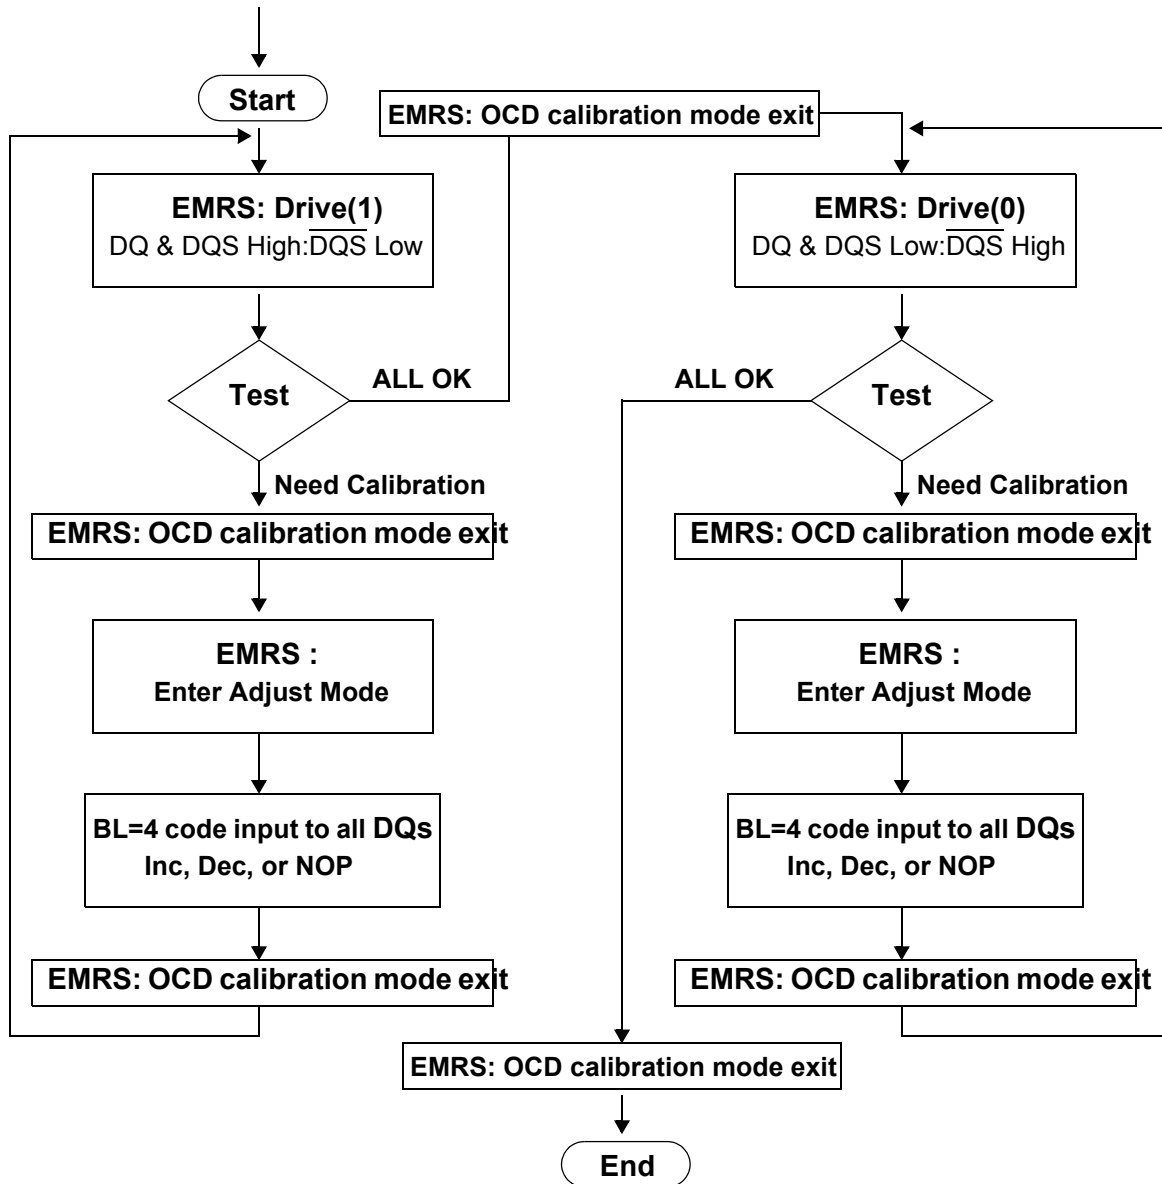 Start
EMRS: OCD calibration mode exit
EMRS: Drive(1)
DQ & DQS High:D̅Q̅S̅ Low
Test
ALL OK
Need Calibration
EMRS: OCD calibration mode exit
EMRS :
Enter Adjust Mode
BL=4 code input to all DQs
Inc, Dec, or NOP
EMRS: OCD calibration mode exit
EMRS: Drive(0)
DQ & DQS Low:D̅Q̅S̅ High
ALL OK
Test
Need Calibration
EMRS: OCD calibration mode exit
EMRS :
Enter Adjust Mode
BL=4 code input to all DQs
Inc, Dec, or NOP
EMRS: OCD calibration mode exit
EMRS: OCD calibration mode exit
End